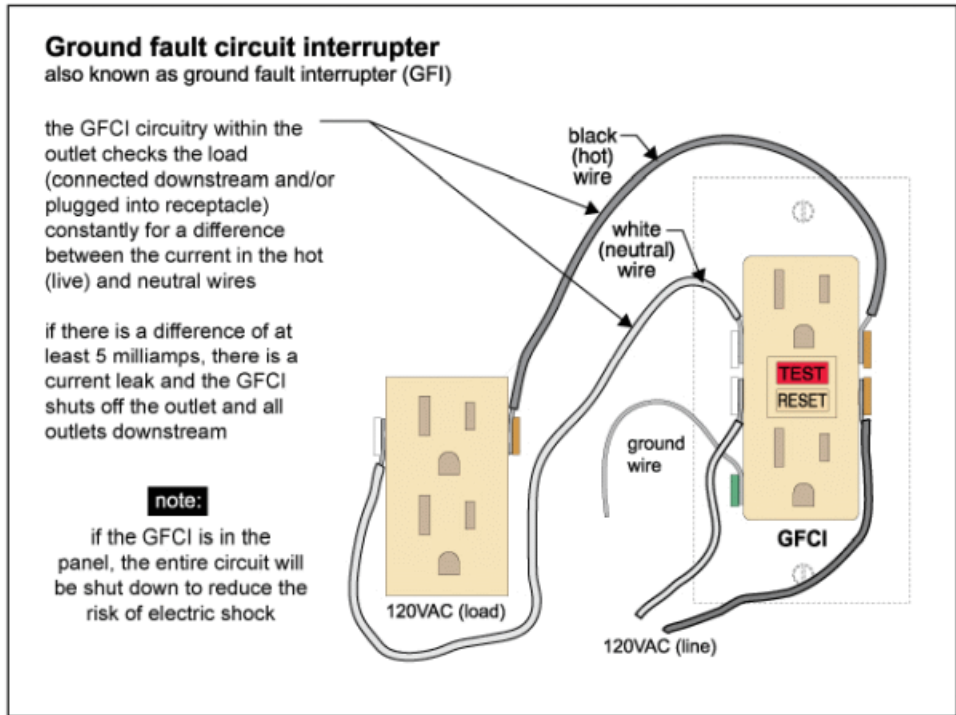 Ground fault circuit interrupter
also known as ground fault interrupter (GFI)
the GFCI circuitry within the
outlet checks the load
(connected downstream and/or
plugged into receptacle)
constantly for a difference
between the current in the hot
(live) and neutral wires
if there is a difference of at
least 5 milliamps, there is a
current leak and the GFCI
shuts off the outlet and all
outlets downstream
note:
if the GFCI is in the
panel, the entire circuit will
be shut down to reduce the
risk of electric shock
black
(hot)
wire
white
(neutral)
wire
TEST
RESET
ground
wire
GFCI
120VAC (load)
120VAC (line)